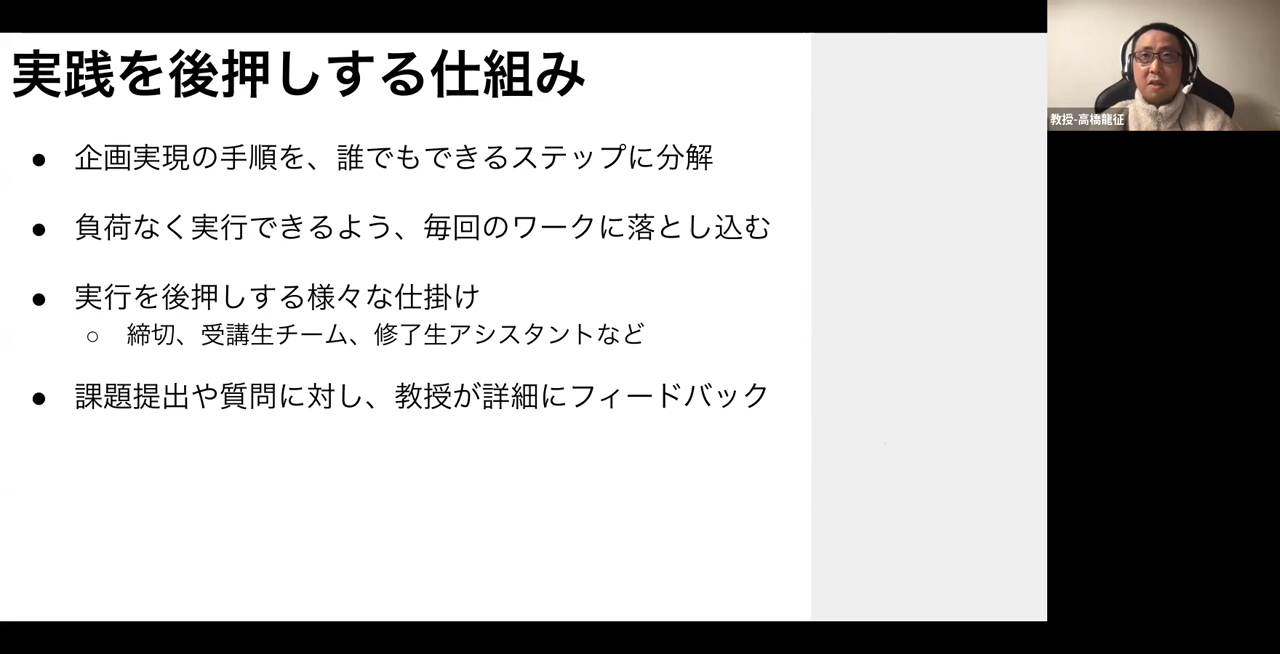 実践を後押しする仕組み
● 企画実現の手順を、誰でもできるステップに分解
● 負荷なく実行できるよう、毎回のワークに落とし込む
● 実行を後押しする様々な仕掛け
○ 締切、受講生チーム、修了生アシスタントなど
● 課題提出や質問に対し、教授が詳細にフィードバック
教授-高橋龍征